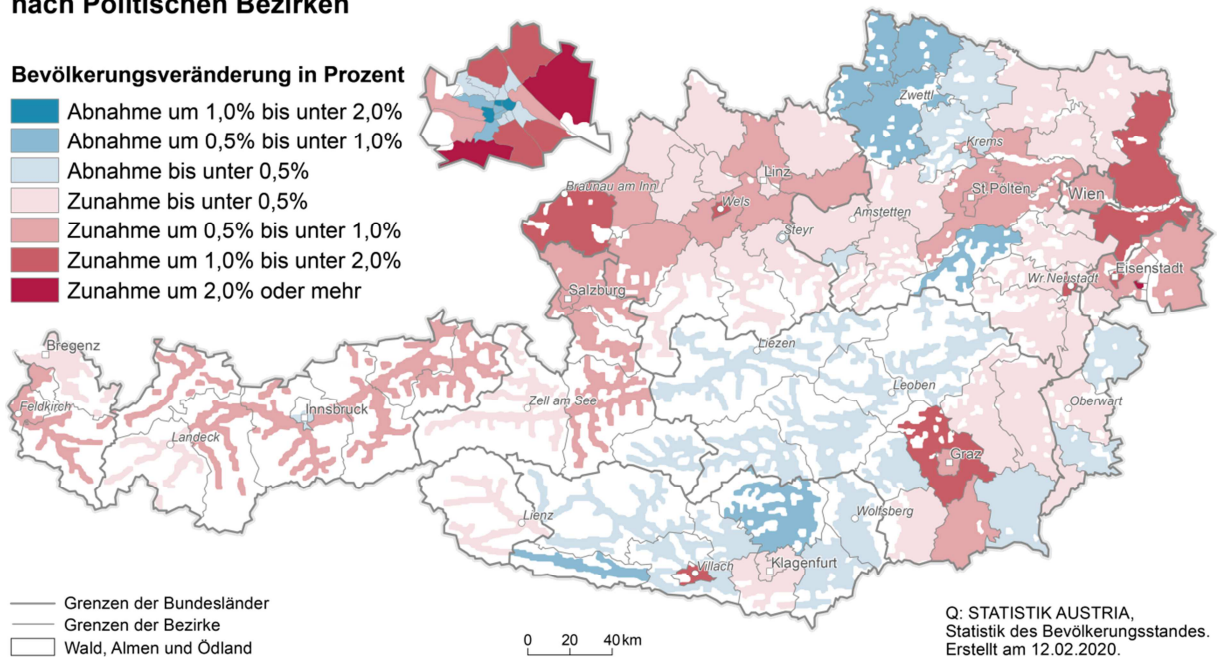 nach Politischen Bezirken
Bevölkerungsveränderung in Prozent
Abnahme um 1,0% bis unter 2,0%
Abnahme um 0,5% bis unter 1,0%
Abnahme bis unter 0,5%
Zunahme bis unter 0,5%
Zunahme um 0,5% bis unter 1,0%
Zunahme um 1,0% bis unter 2,0%
Zunahme um 2,0% oder mehr
Zwettl
Krems
Linz
Braunau am Inn
St.Pölten
Wien
Wels
Amstetten
Steyr
Eisenstadt
Wr.Neustadt
Salzburg
Bregenz
Liezen
Leoben
Zell am See
Oberwart
Feldkirch
Innsbruck
Landeck
Graz
Lienz
Wolfsberg
Villach
Klagenfurt
Grenzen der Bundesländer
Grenzen der Bezirke
Wald, Almen und Ödland
0 20 40km
Q: STATISTIK AUSTRIA,
Statistik des Bevölkerungsstandes.
Erstellt am 12.02.2020.